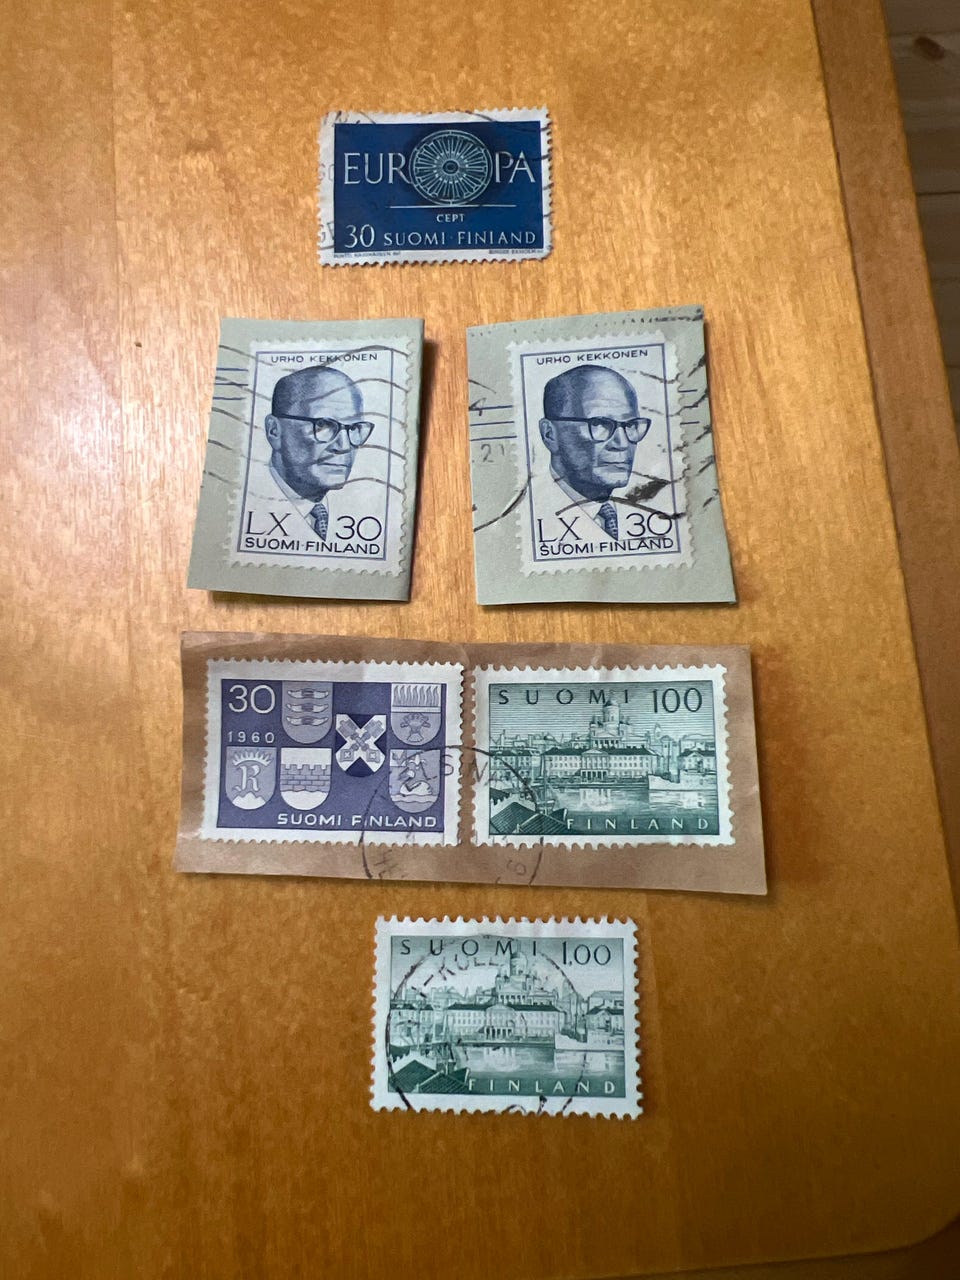 EUROPA
CEPT
30 SUOMI·FINLAND
URHO KEKKONEN
LX 30
SUOMI·FINLAND
URHO KEKKONEN
21
LX 30
SUOMI·FINLAND
30
1960
SUOMI FINLAND
SUOMI 100
FINLAND
SUOMI 1,00
FINLAND